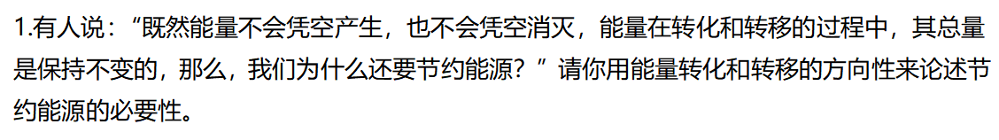 1.有人说：“既然能量不会凭空产生，也不会凭空消灭，能量在转化和转移的过程中，其总量
是保持不变的，那么，我们为什么还要节约能源？”请你用能量转化和转移的方向性来论述节
约能源的必要性。